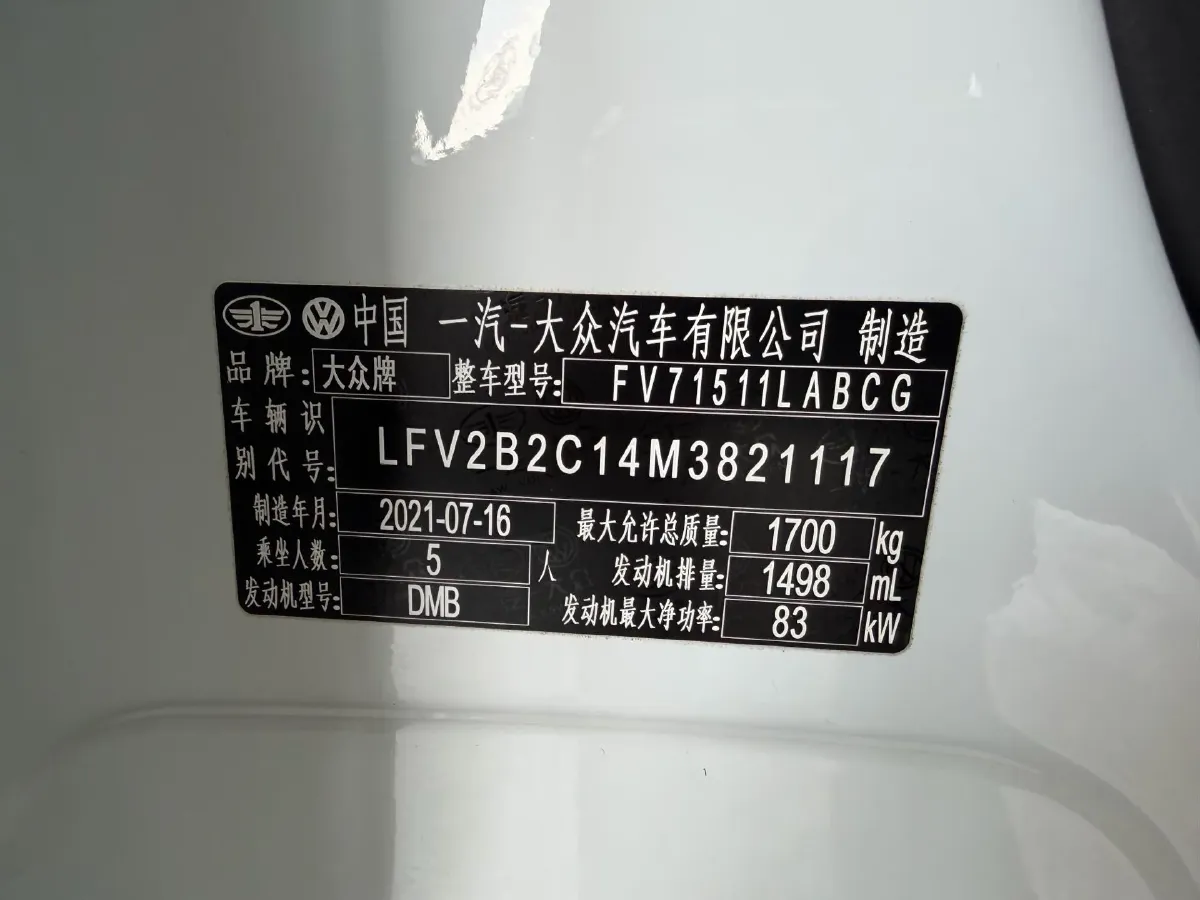 中国 一汽-大众汽车有限公司 制造
品牌: 大众牌 整车型号: FV71511LABCG
车辆识别代号: LFV2B2C14M3821117
制造年月: 2021-07-16 最大允许总质量: 1700 kg
乘坐人数: 5 人 发动机排量: 1498 mL
发动机型号: DMB 发动机最大净功率: 83 kW